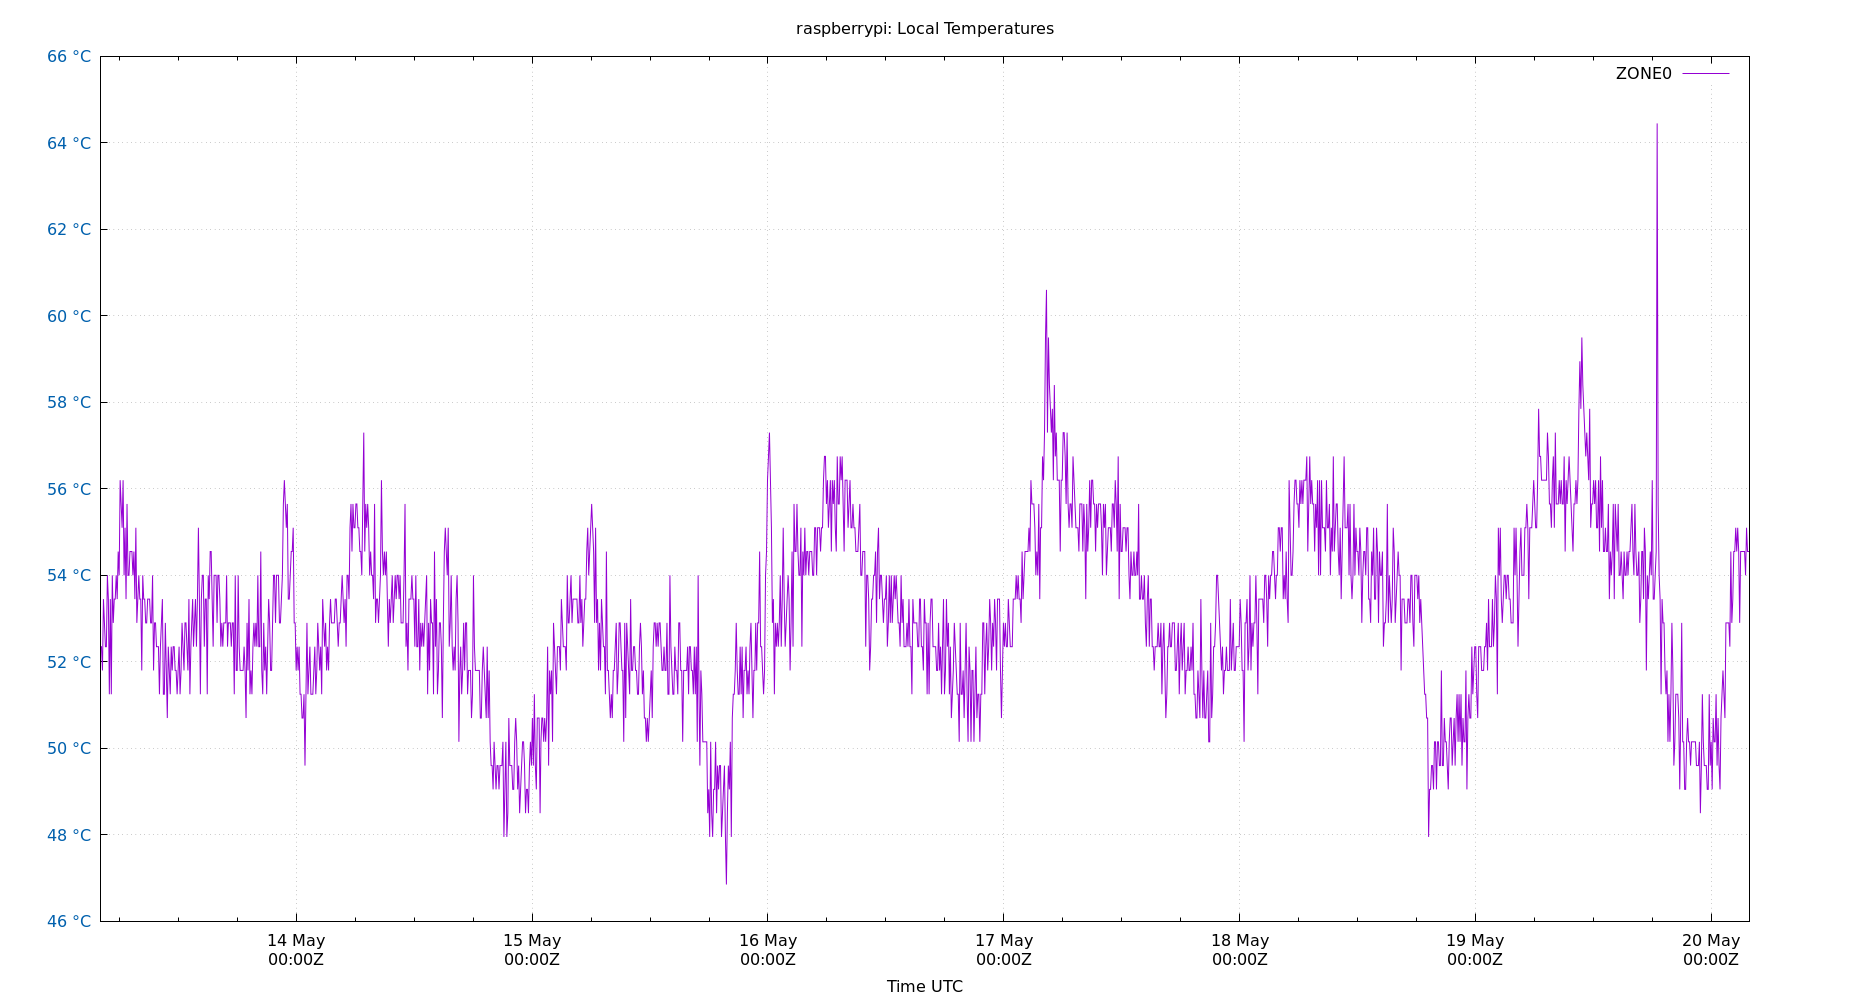 raspberrypi: Local Temperatures
66 °C
ZONE0
64 °C
62 °C
60 °C
58 °C
56 °C
54 °C
52 °C
50 °C
48 °C
46 °C
14 May 15 May 16 May 17 May 18 May 19 May 20 May
00:00Z 00:00Z 00:00Z 00:00Z 00:00Z 00:00Z 00:00Z
Time UTC